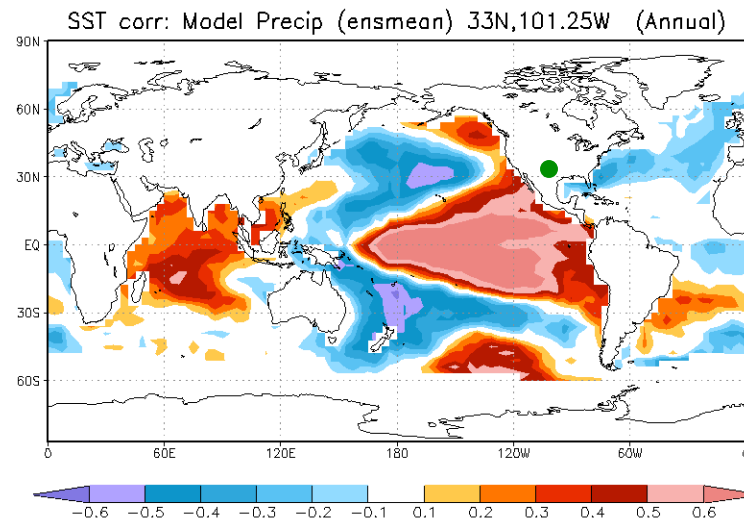 SST corr: Model Precip (ensmean) 33N,101.25W (Annual)
90N
60N
30N
EQ
30S
60S
0 60E 120E 180 120W 60W 0
-0.6 -0.5 -0.4 -0.3 -0.2 -0.1 0.1 0.2 0.3 0.4 0.5 0.6